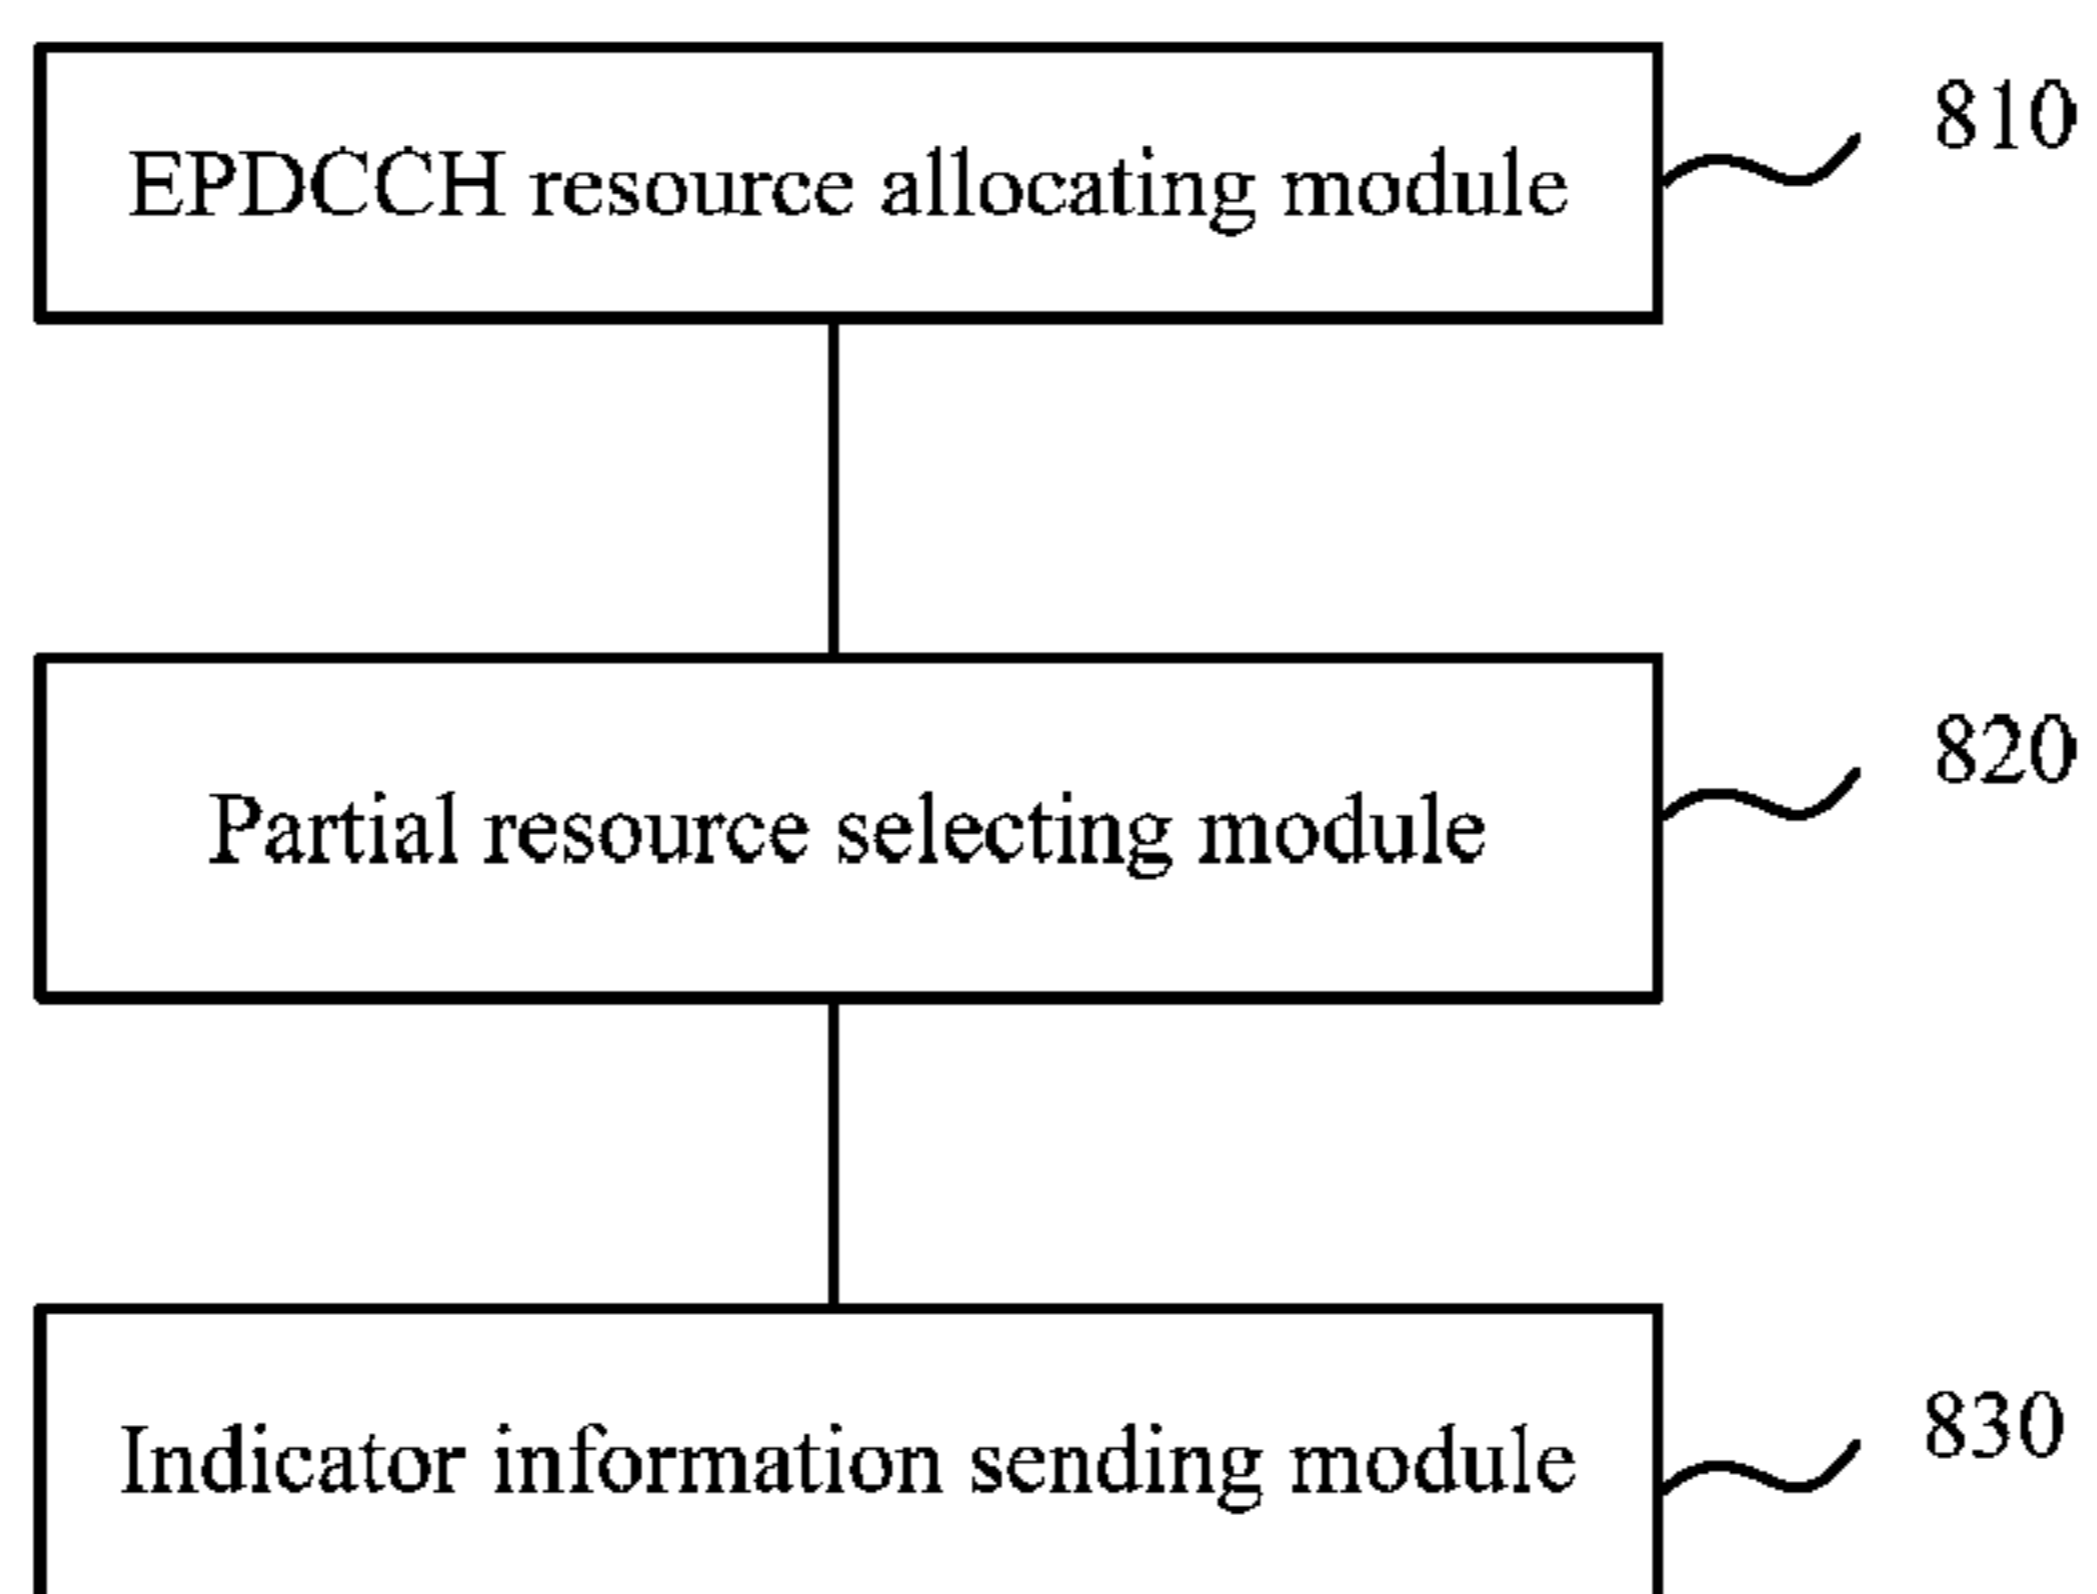 EPDCCH resource allocating module
810
Partial resource selecting module
820
Indicator information sending module
830